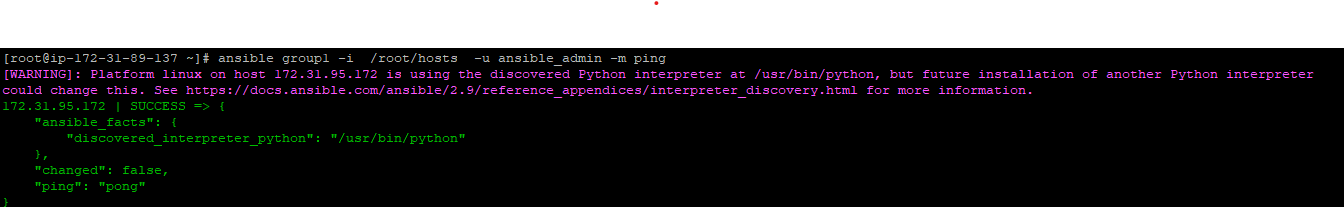 [root@ip-172-31-89-137 ~]# ansible group1 -i  /root/hosts  -u ansible_admin -m ping
[WARNING]: Platform linux on host 172.31.95.172 is using the discovered Python interpreter at /usr/bin/python, but future installation of another Python interpreter
could change this. See https://docs.ansible.com/ansible/2.9/reference_appendices/interpreter_discovery.html for more information.
172.31.95.172 | SUCCESS => {
    "ansible_facts": {
        "discovered_interpreter_python": "/usr/bin/python"
    },
    "changed": false,
    "ping": "pong"
}